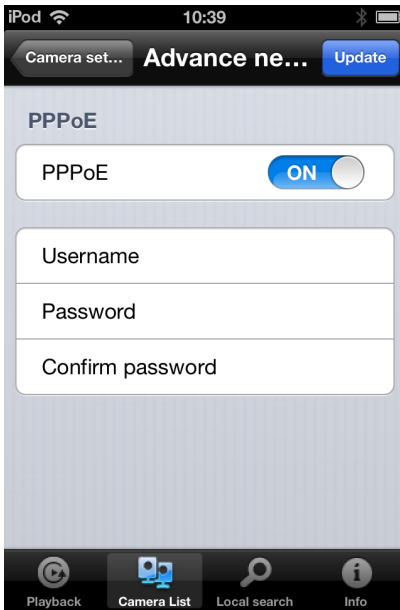 iPod 10:39
Camera set... Advance ne... Update
PPPoE
PPPoE ON
Username
Password
Confirm password
Playback Camera List Local search Info